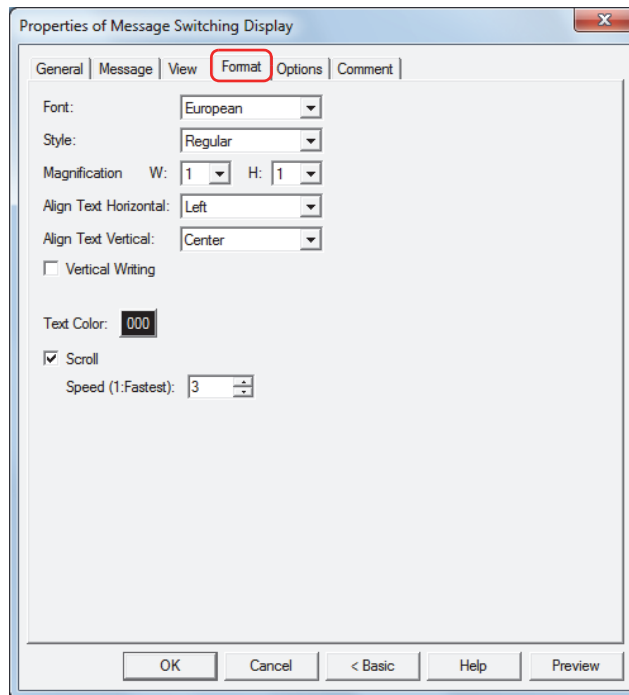 Properties of Message Switching Display
General Message View Format Options Comment
Font: European
Style: Regular
Magnification W: 1 H: 1
Align Text Horizontal: Left
Align Text Vertical: Center
Vertical Writing
Text Color: 000
Scroll
Speed (1:Fastest): 3
OK Cancel < Basic Help Preview